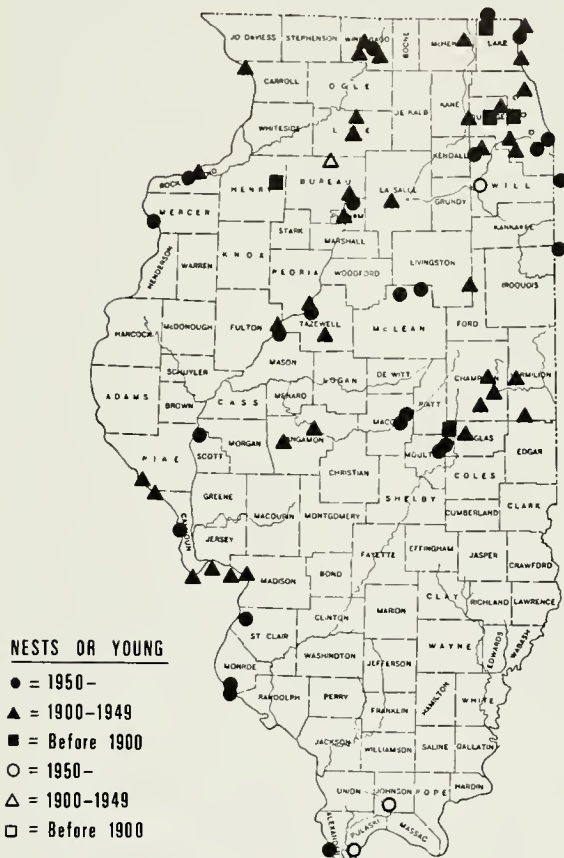 JO DAVIESS STEPHENSON WINNEBAGO BOONE McHENRY LAKE
CARROLL OGLE
DE KALB KANE
WHITESIDE LEE
KENDALL
ROCK
HENRY BUREAU LA SALLE WILL
MERCER GRUNDY
PUTNAM
STARK KANKAKEE
MARSHALL
KNOX LIVINGSTON
HENDERSON WARREN PEORIA WOODFORD IROQUOIS
FORD
HANCOCK McDONOUGH FULTON TAZEWELL McLEAN
MASON
SCHUYLER DE WITT CHAMPAIGN VERMILION
LOGAN
ADAMS BROWN CASS MENARD PIATT
MACON
MORGAN SANGAMON DOUGLAS
PIKE SCOTT MOULTRIE EDGAR
CHRISTIAN COLES
GREENE SHELBY
MACOUPIN MONTGOMERY CUMBERLAND CLARK
CALHOUN JERSEY
FAYETTE EFFINGHAM JASPER CRAWFORD
MADISON BOND
CLAY RICHLAND LAWRENCE
CLINTON MARION
ST CLAIR WAYNE EDWARDS WABASH
WASHINGTON JEFFERSON
MONROE
RANDOLPH PERRY HAMILTON WHITE
FRANKLIN
JACKSON WILLIAMSON SALINE GALLATIN
UNION JOHNSON POPE HARDIN
ALEXANDER PULASKI MASSAC
NESTS OR YOUNG
● = 1950-
▲ = 1900-1949
■ = Before 1900
○ = 1950-
△ = 1900-1949
□ = Before 1900